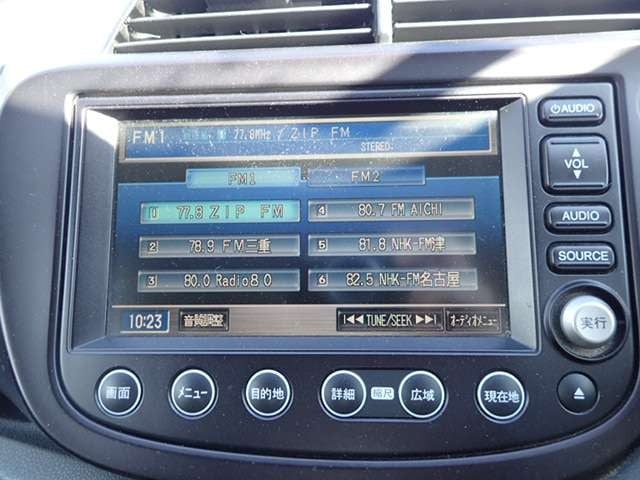 FM1 77.8MHz / ZIP FM
STEREO
FM1
FM2
1 77.8 ZIP FM
2 78.9 FM三重
3 80.0 Radio80
4 80.7 FM AICHI
5 81.8 NHK-FM津
6 82.5 NHK-FM名古屋
10:23
音質調整
TUNE/SEEK
オーディオメニュー
AUDIO
VOL
AUDIO
SOURCE
実行
画面
メニュー
目的地
詳細
縮尺
広域
現在地